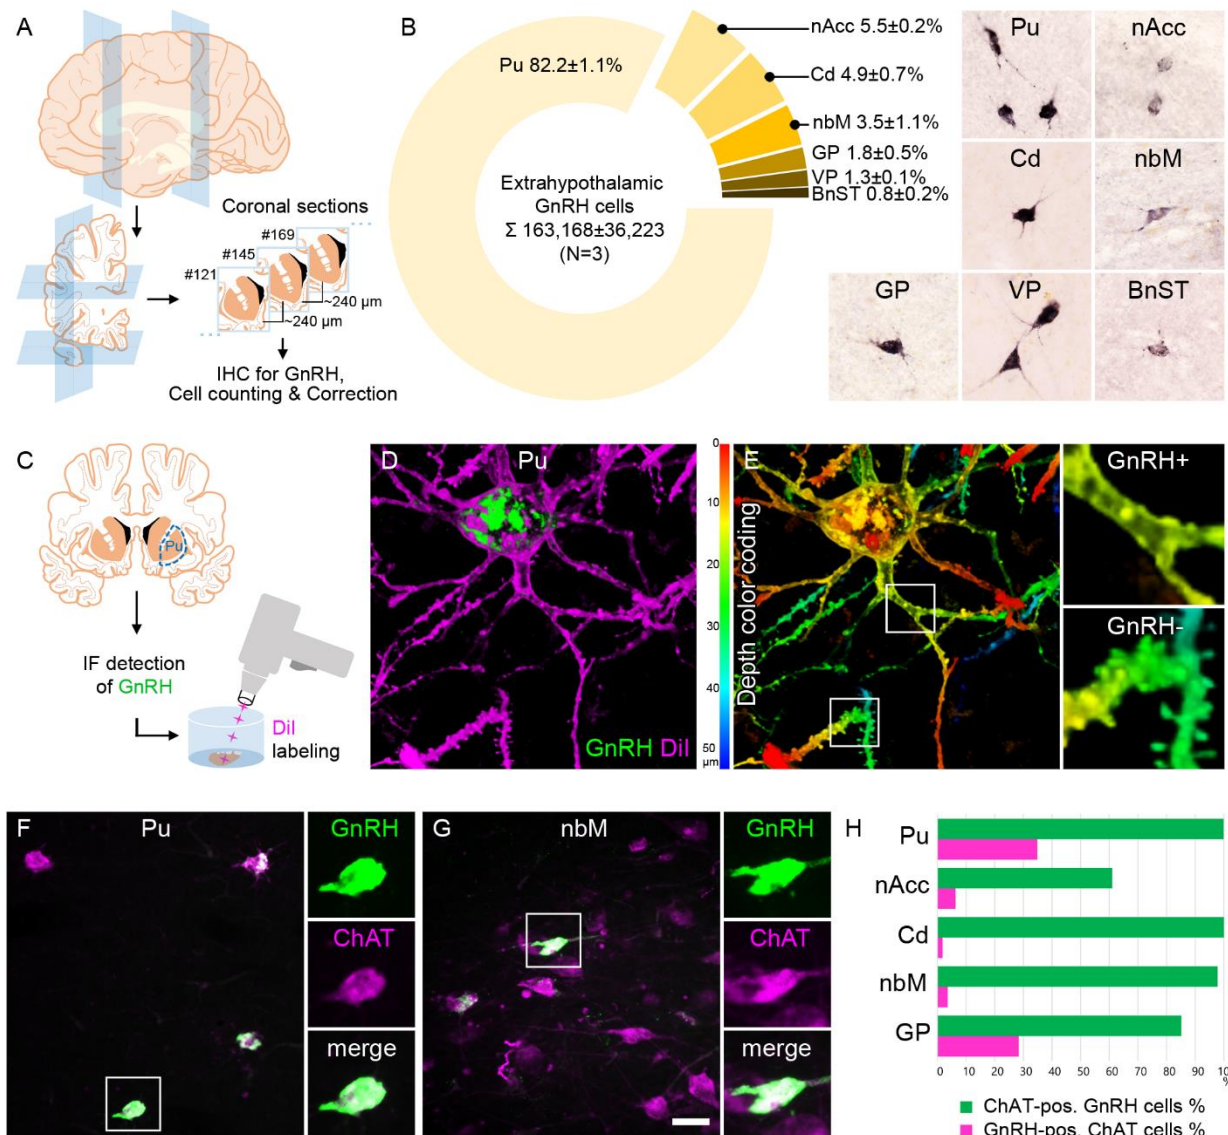 A
Coronal sections
#169
#145
#121
~240 µm
~240 µm
IHC for GnRH,
Cell counting & Correction
B
Pu 82.2±1.1%
nAcc 5.5±0.2%
Cd 4.9±0.7%
nbM 3.5±1.1%
GP 1.8±0.5%
VP 1.3±0.1%
BnST 0.8±0.2%
Extrahypothalamic
GnRH cells
Σ 163,168±36,223
(N=3)
Pu
nAcc
Cd
nbM
GP
VP
BnST
C
Pu
IF detection
of GnRH
DiI
labeling
D
Pu
GnRH DiI
0
10
20
30
40
50
µm
Depth color coding
E
GnRH+
GnRH-
F
Pu
GnRH
ChAT
merge
G
nbM
GnRH
ChAT
merge
H
Pu
nAcc
Cd
nbM
GP
0 10 20 30 40 50 60 70 80 90 100
%
ChAT-pos. GnRH cells %
GnRH-pos. ChAT cells %